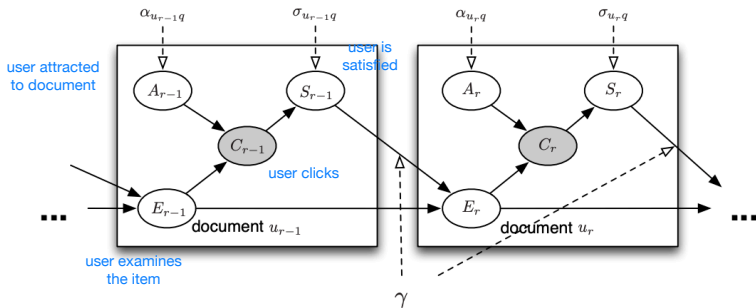 α_{u_{r−1}q}
σ_{u_{r−1}q}
α_{u_r q}
σ_{u_r q}
user attracted
to document
user is
satisfied
A_{r−1}
S_{r−1}
A_r
S_r
C_{r−1}
C_r
user clicks
E_{r−1}
E_r
...
...
document u_{r−1}
document u_r
user examines
the item
γ